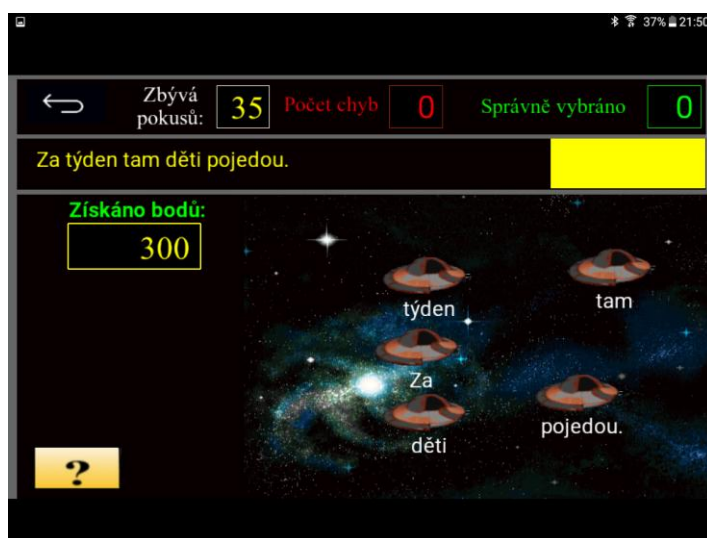 37% 21:50
Zbývá pokusů: 35 Počet chyb 0 Správně vybráno 0
Za týden tam děti pojedou.
Získáno bodů:
300
týden
tam
Za
pojedou.
děti
?